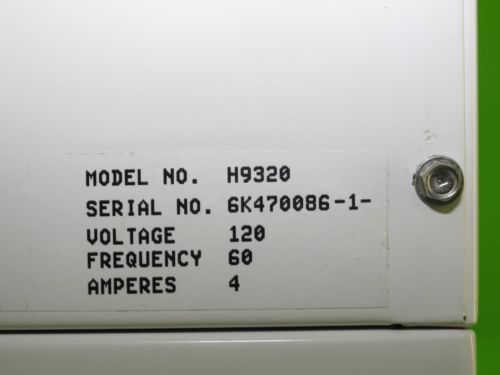 MODEL NO. H9320
SERIAL NO. 6K470086-1-
VOLTAGE 120
FREQUENCY 60
AMPERES 4